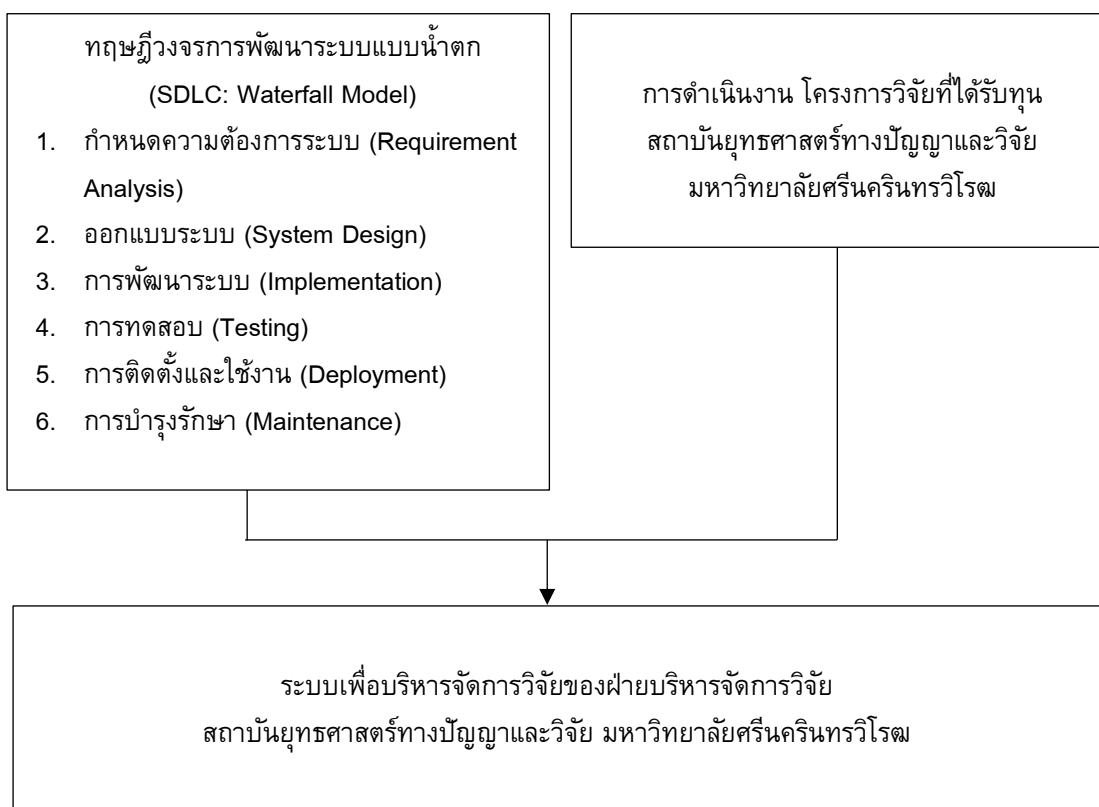 ทฤษฎีวงจรการพัฒนาระบบแบบน้ำตก
(SDLC: Waterfall Model)
1. กำหนดความต้องการระบบ (Requirement
Analysis)
2. ออกแบบระบบ (System Design)
3. การพัฒนาระบบ (Implementation)
4. การทดสอบ (Testing)
5. การติดตั้งและใช้งาน (Deployment)
6. การบำรุงรักษา (Maintenance)
การดำเนินงาน โครงการวิจัยที่ได้รับทุน
สถาบันยุทธศาสตร์ทางปัญญาและวิจัย
มหาวิทยาลัยศรีนครินทรวิโรฒ
ระบบเพื่อบริหารจัดการวิจัยของฝ่ายบริหารจัดการวิจัย
สถาบันยุทธศาสตร์ทางปัญญาและวิจัย มหาวิทยาลัยศรีนครินทรวิโรฒ